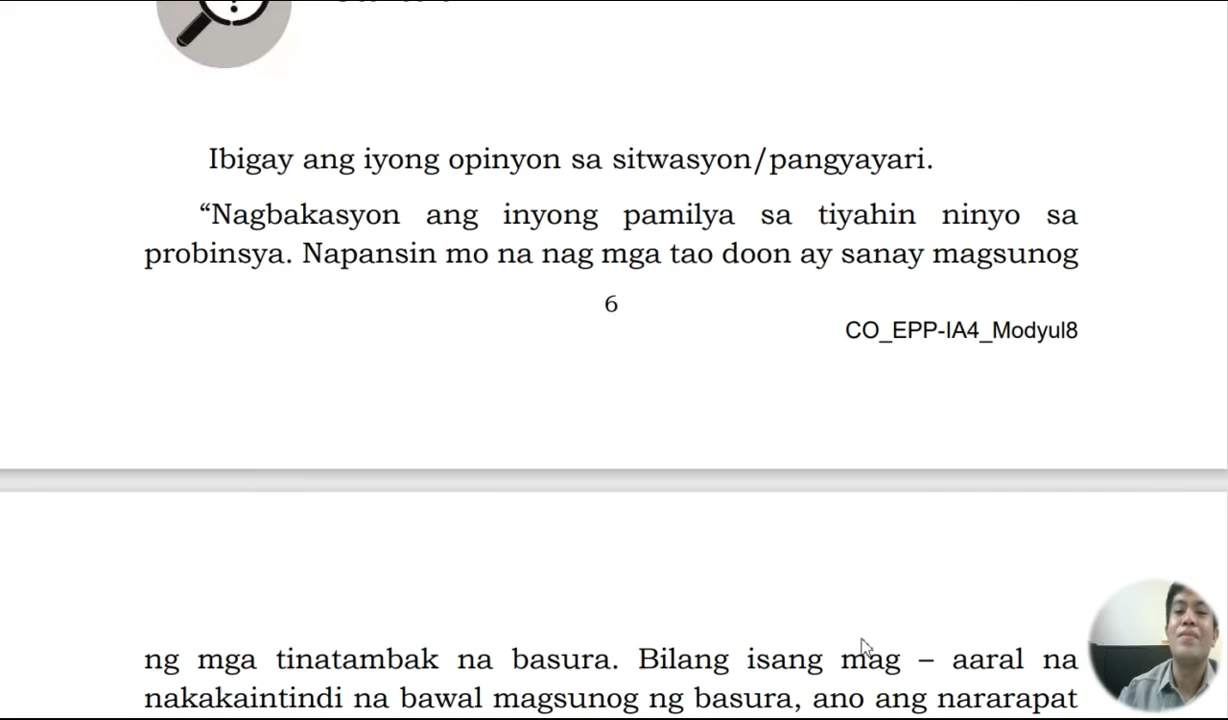 Ibigay ang iyong opinyon sa sitwasyon/pangyayari.
“Nagbakasyon ang inyong pamilya sa tiyahin ninyo sa
probinsya. Napansin mo na nag mga tao doon ay sanay magsunog
6
CO_EPP-IA4_Modyul8
ng mga tinatambak na basura. Bilang isang mag – aaral na
nakakaintindi na bawal magsunog ng basura, ano ang nararapat